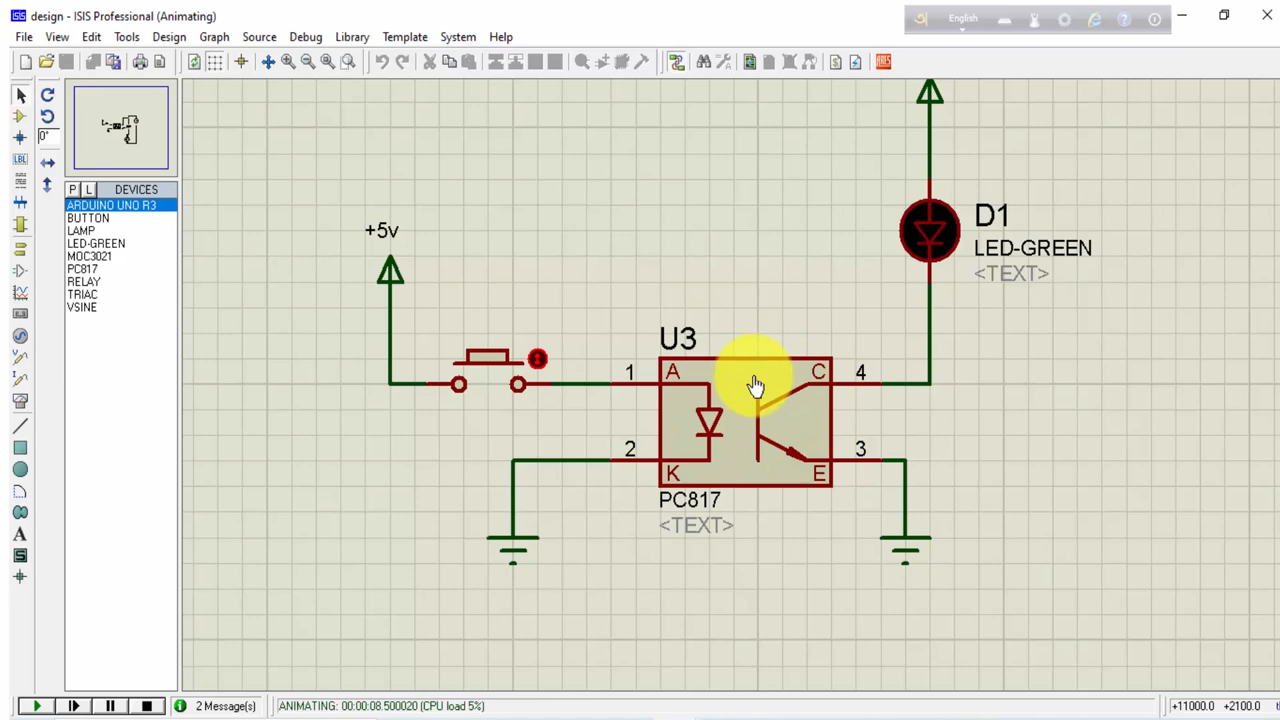 design - ISIS Professional (Animating)
English
File View Edit Tools Design Graph Source Debug Library Template System Help
LBL
0°
P L DEVICES
ARDUINO UNO R3
BUTTON
LAMP
LED-GREEN
MOC3021
PC817
RELAY
TRIAC
VSINE
A
S
ARES
+5v
D1
LED-GREEN
<TEXT>
U3
1 A C 4
2 K E 3
PC817
<TEXT>
2 Message(s) ANIMATING: 00:00:08.500020 (CPU load 5%) +11000.0 +2100.0